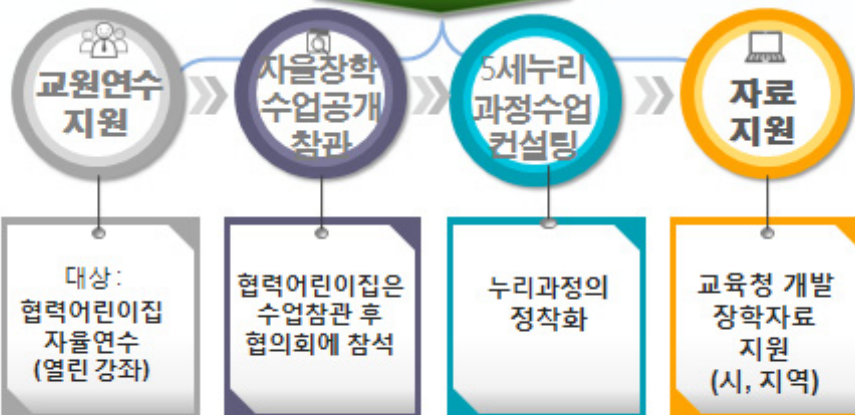 교원연수
지원
자율장학
수업공개
참관
5세누리
과정수업
컨설팅
자료
지원
대상:
협력어린이집
자율연수
(열린 강좌)
협력어린이집은
수업참관 후
협의회에 참석
누리과정의
정착화
교육청 개발
장학자료
지원
(시, 지역)